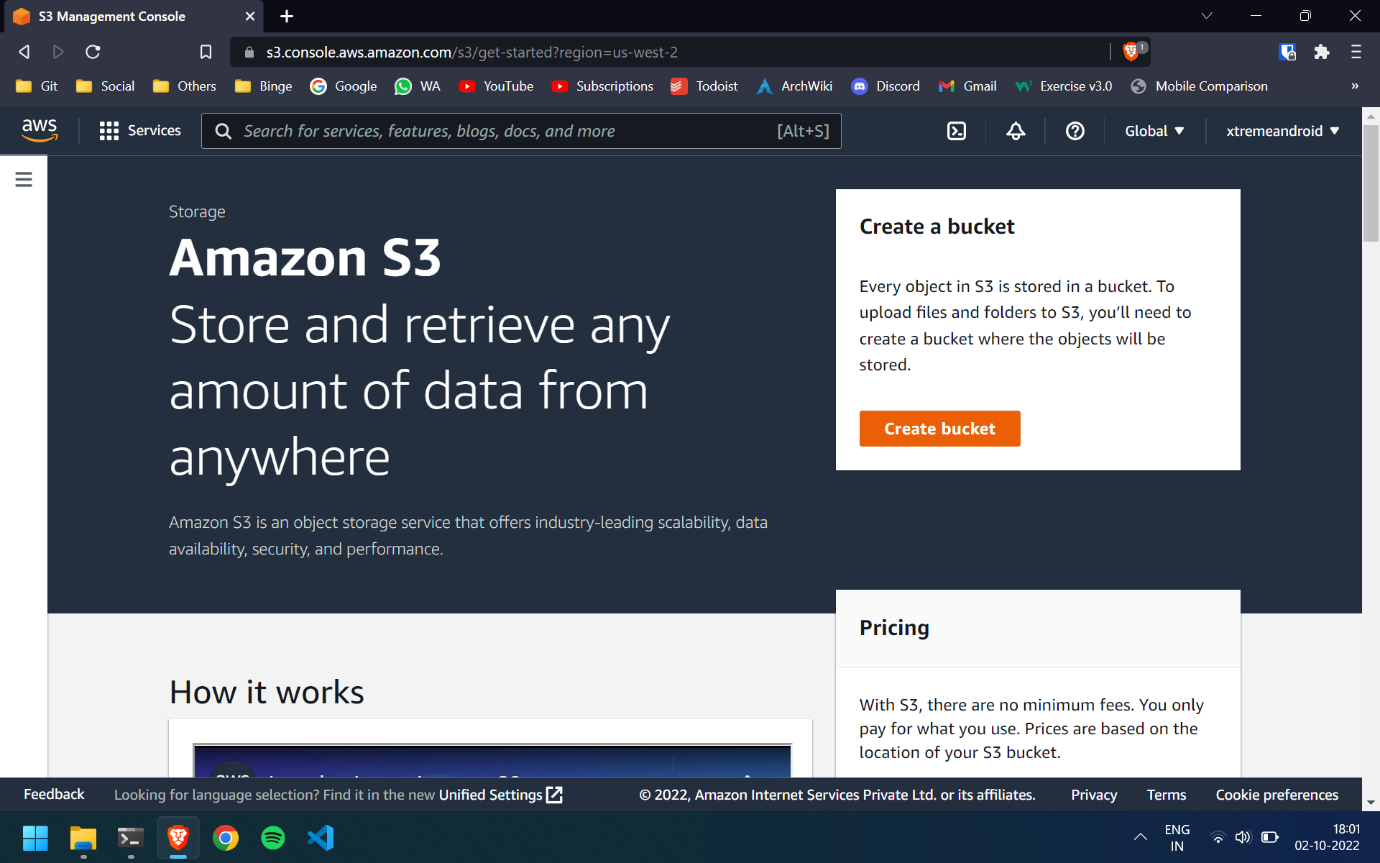 S3 Management Console
s3.console.aws.amazon.com/s3/get-started?region=us-west-2
1
Git
Social
Others
Binge
Google
WA
YouTube
Subscriptions
Todoist
ArchWiki
Discord
Gmail
Exercise v3.0
Mobile Comparison
»
aws
Services
Search for services, features, blogs, docs, and more
[Alt+S]
Global ▼
xtremeandroid ▼
Storage
Amazon S3
Store and retrieve any
amount of data from
anywhere
Amazon S3 is an object storage service that offers industry-leading scalability, data
availability, security, and performance.
Create a bucket
Every object in S3 is stored in a bucket. To
upload files and folders to S3, you’ll need to
create a bucket where the objects will be
stored.
Create bucket
How it works
Pricing
With S3, there are no minimum fees. You only
pay for what you use. Prices are based on the
location of your S3 bucket.
Feedback
Looking for language selection? Find it in the new Unified Settings
© 2022, Amazon Internet Services Private Ltd. or its affiliates.
Privacy
Terms
Cookie preferences
ENG
IN
18:01
02-10-2022